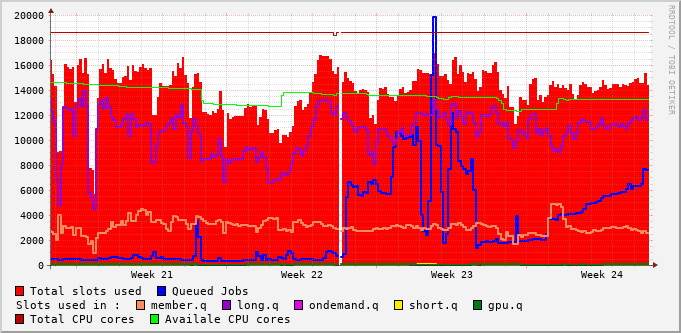 20000
18000
16000
14000
12000
10000
8000
6000
4000
2000
0
Week 21 Week 22 Week 23 Week 24
RRDTOOL / TOBI OETIKER
Total slots used Queued Jobs
Slots used in : member.q long.q ondemand.q short.q gpu.q
Total CPU cores Availale CPU cores